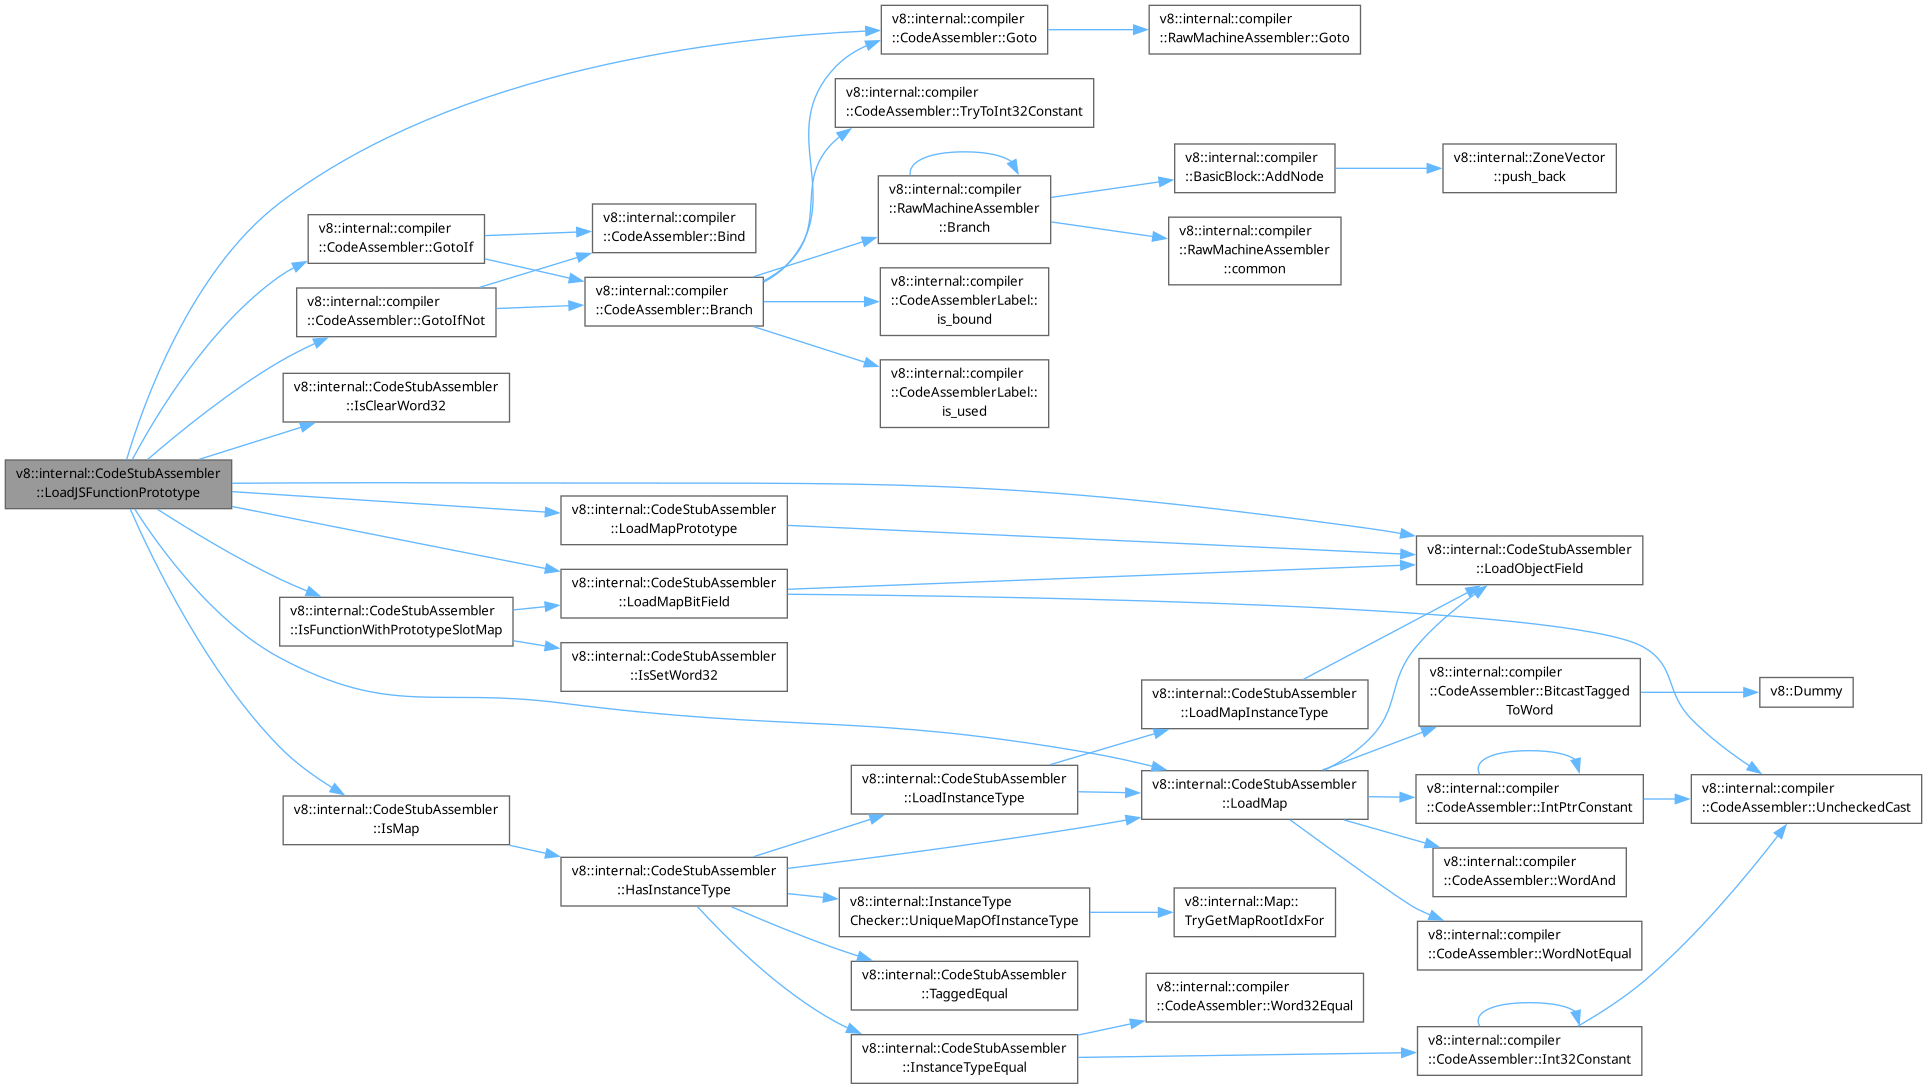 v8::internal::compiler
::CodeAssembler::Goto
v8::internal::compiler
::RawMachineAssembler::Goto
v8::internal::compiler
::CodeAssembler::TryToInt32Constant
v8::internal::compiler
::BasicBlock::AddNode
v8::internal::ZoneVector
::push_back
v8::internal::compiler
::RawMachineAssembler
::Branch
v8::internal::compiler
::RawMachineAssembler
::common
v8::internal::compiler
::CodeAssembler::GotoIf
v8::internal::compiler
::CodeAssembler::Bind
v8::internal::compiler
::CodeAssembler::GotoIfNot
v8::internal::compiler
::CodeAssembler::Branch
v8::internal::compiler
::CodeAssemblerLabel::
is_bound
v8::internal::compiler
::CodeAssemblerLabel::
is_used
v8::internal::CodeStubAssembler
::IsClearWord32
v8::internal::CodeStubAssembler
::LoadJSFunctionPrototype
v8::internal::CodeStubAssembler
::LoadMapPrototype
v8::internal::CodeStubAssembler
::LoadObjectField
v8::internal::CodeStubAssembler
::LoadMapBitField
v8::internal::CodeStubAssembler
::IsFunctionWithPrototypeSlotMap
v8::internal::CodeStubAssembler
::IsSetWord32
v8::internal::CodeStubAssembler
::LoadMapInstanceType
v8::internal::compiler
::CodeAssembler::BitcastTagged
ToWord
v8::Dummy
v8::internal::CodeStubAssembler
::LoadInstanceType
v8::internal::CodeStubAssembler
::LoadMap
v8::internal::compiler
::CodeAssembler::IntPtrConstant
v8::internal::compiler
::CodeAssembler::UncheckedCast
v8::internal::CodeStubAssembler
::IsMap
v8::internal::CodeStubAssembler
::HasInstanceType
v8::internal::compiler
::CodeAssembler::WordAnd
v8::internal::InstanceType
Checker::UniqueMapOfInstanceType
v8::internal::Map::
TryGetMapRootIdxFor
v8::internal::compiler
::CodeAssembler::WordNotEqual
v8::internal::CodeStubAssembler
::TaggedEqual
v8::internal::compiler
::CodeAssembler::Word32Equal
v8::internal::CodeStubAssembler
::InstanceTypeEqual
v8::internal::compiler
::CodeAssembler::Int32Constant